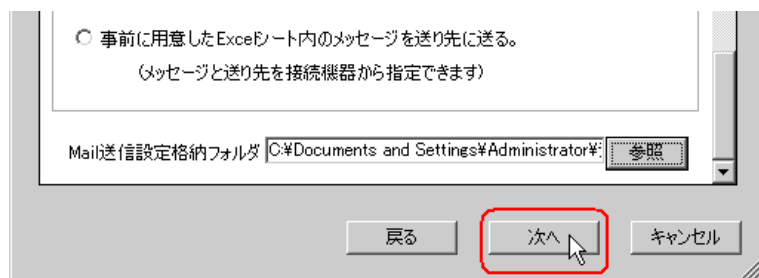 事前に用意したExcelシート内のメッセージを送り先に送る。
(メッセージと送り先を接続機器から指定できます)
Mail送信設定格納フォルダ C:¥Documents and Settings¥Administrator¥ 参照
戻る 次へ キャンセル